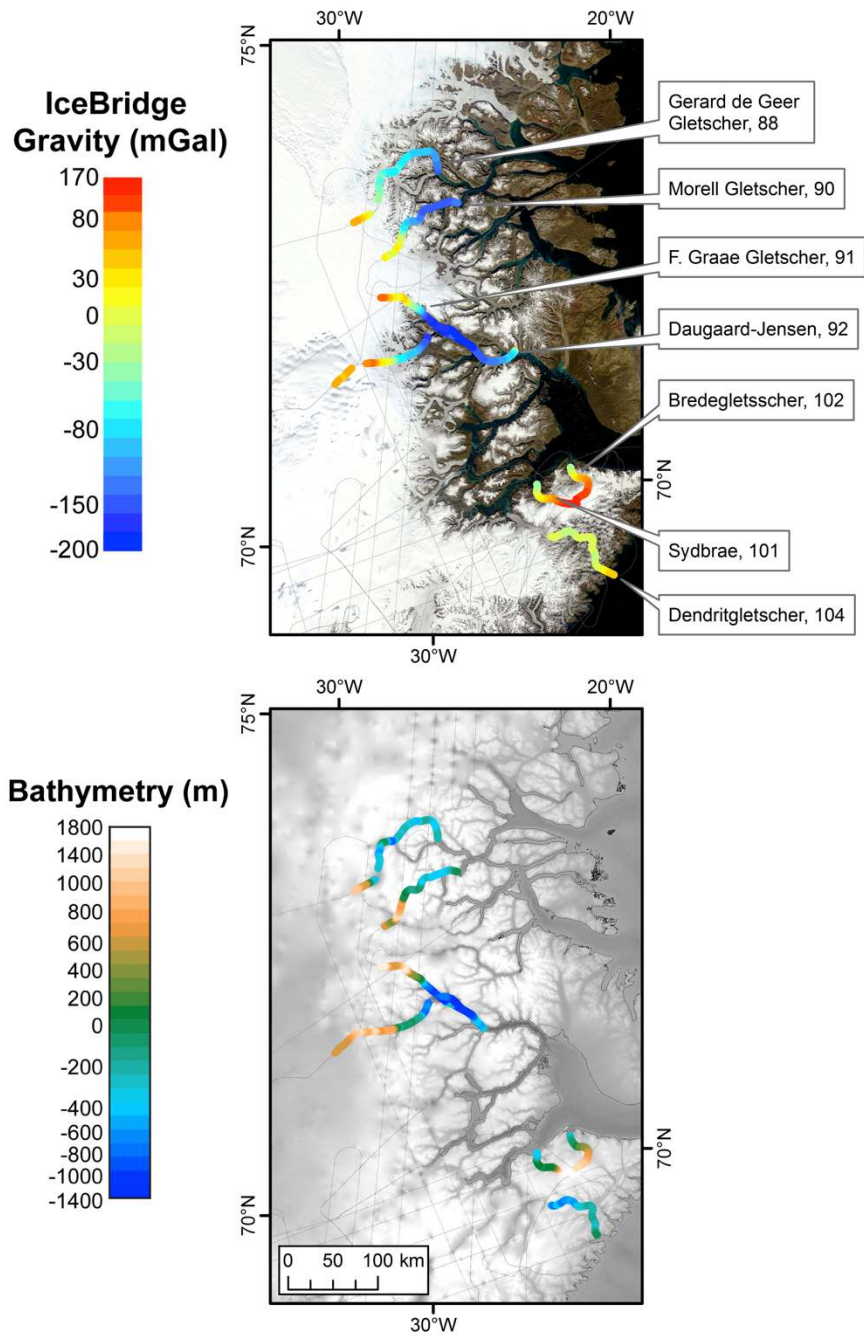 30°W
20°W
75°N
IceBridge
Gravity (mGal)
170
80
30
0
-30
-80
-150
-200
Gerard de Geer
Gletscher, 88
Morell Gletscher, 90
F. Graae Gletscher, 91
Daugaard-Jensen, 92
Bredegletsscher, 102
70°N
Sydbrae, 101
70°N
Dendritgletscher, 104
30°W
30°W
20°W
75°N
Bathymetry (m)
1800
1400
1000
800
600
400
200
0
-200
-400
-600
-800
-1000
-1400
70°N
70°N
0 50 100 km
30°W